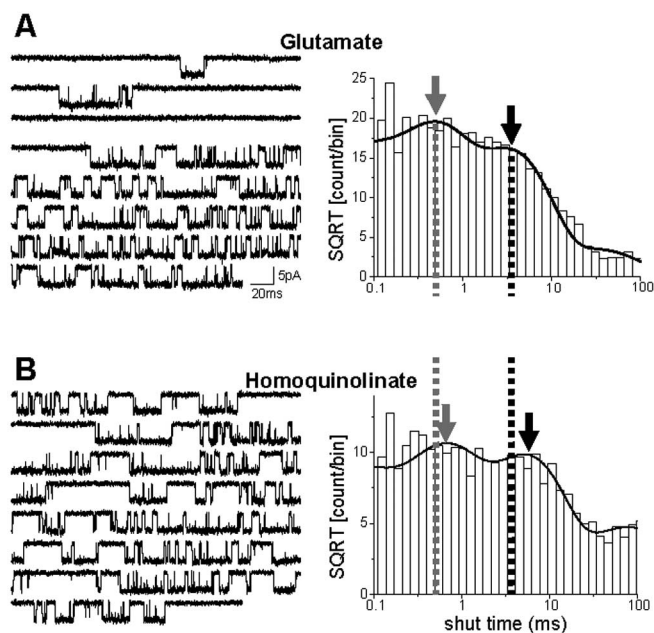 A
Glutamate
5pA
20ms
SQRT [count/bin]
25
20
15
10
5
0
0.1 1 10 100
B
Homoquinolinate
SQRT [count/bin]
10
5
0
0.1 1 10 100
shut time (ms)